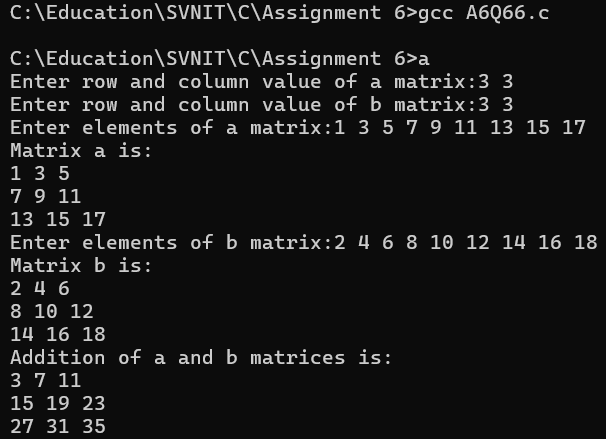 C:\Education\SVNIT\C\Assignment 6>gcc A6Q66.c
C:\Education\SVNIT\C\Assignment 6>a
Enter row and column value of a matrix:3 3
Enter row and column value of b matrix:3 3
Enter elements of a matrix:1 3 5 7 9 11 13 15 17
Matrix a is:
1 3 5
7 9 11
13 15 17
Enter elements of b matrix:2 4 6 8 10 12 14 16 18
Matrix b is:
2 4 6
8 10 12
14 16 18
Addition of a and b matrices is:
3 7 11
15 19 23
27 31 35